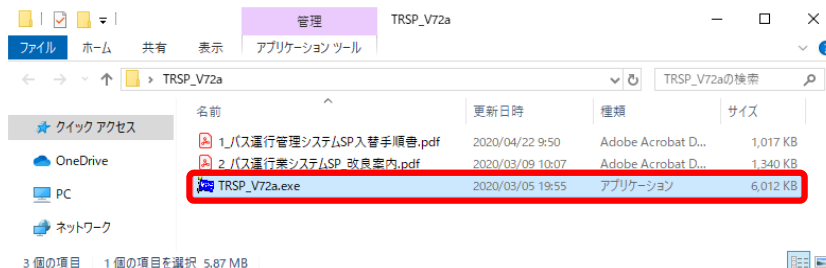 管理 TRSP_V72a
ファイル ホーム 共有 表示 アプリケーション ツール
TRSP_V72a TRSP_V72aの検索
名前 更新日時 種類 サイズ
クイック アクセス
1_バス運行管理システムSP入替手順書.pdf 2020/04/22 9:50 Adobe Acrobat D... 1,017 KB
OneDrive
2_バス運行業システムSP_改良案内.pdf 2020/03/09 10:07 Adobe Acrobat D... 1,340 KB
PC
TRSP_V72a.exe 2020/03/05 19:55 アプリケーション 6,012 KB
ネットワーク
3 個の項目 1 個の項目を選択 5.87 MB